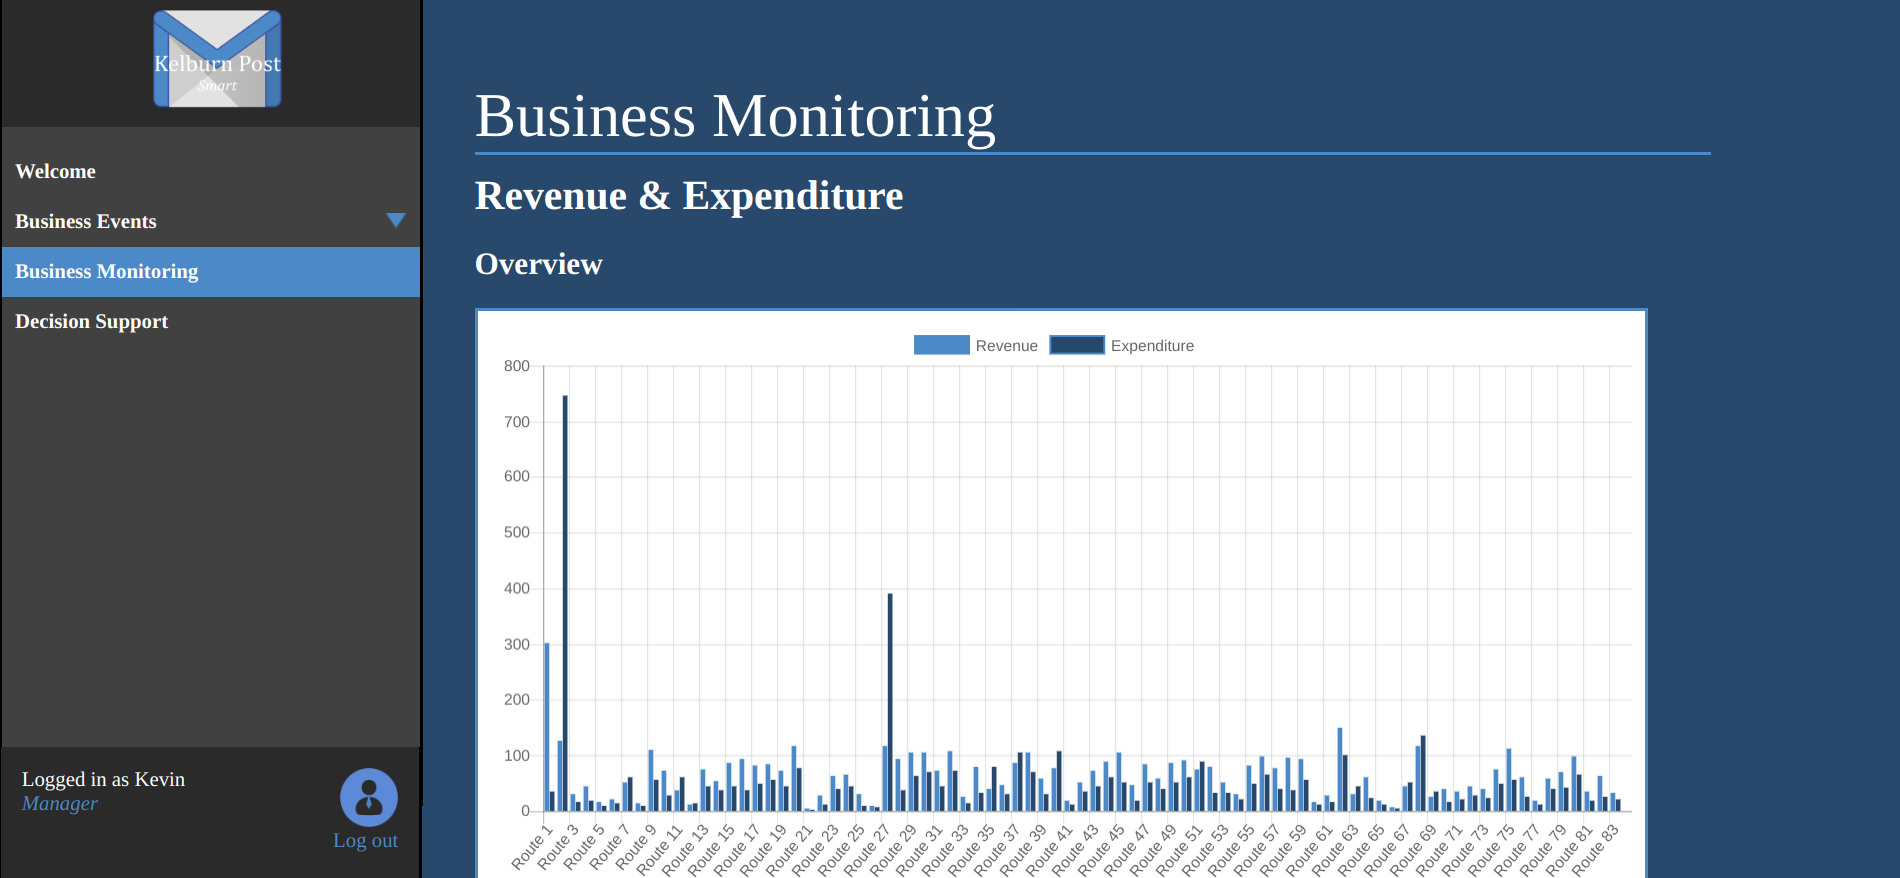 Kelburn Post
Smart
Welcome
Business Events
Business Monitoring
Decision Support
Logged in as Kevin
Manager
Log out
Business Monitoring
Revenue & Expenditure
Overview
Revenue Expenditure
800
700
600
500
400
300
200
100
0
Route 1 Route 3 Route 5 Route 7 Route 9 Route 11 Route 13 Route 15 Route 17 Route 19 Route 21 Route 23 Route 25 Route 27 Route 29 Route 31 Route 33 Route 35 Route 37 Route 39 Route 41 Route 43 Route 45 Route 47 Route 49 Route 51 Route 53 Route 55 Route 57 Route 59 Route 61 Route 63 Route 65 Route 67 Route 69 Route 71 Route 73 Route 75 Route 77 Route 79 Route 81 Route 83